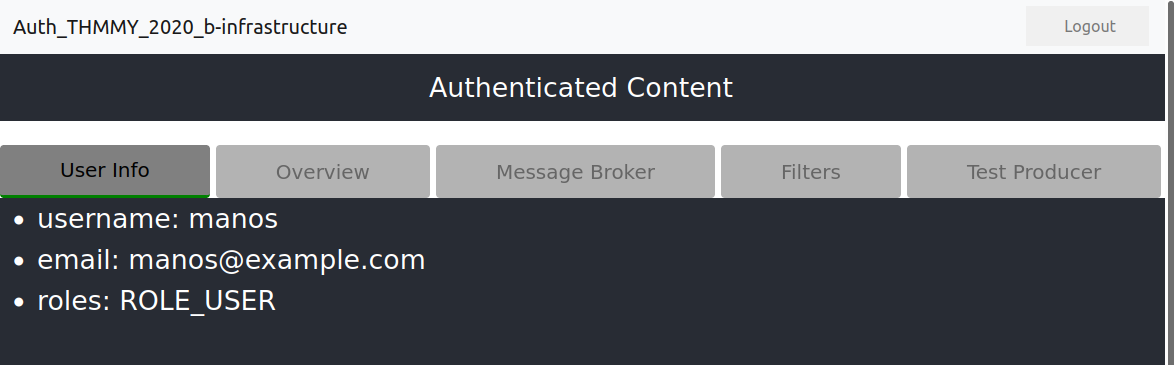 Auth_THMMY_2020_b-infrastructure Logout
Authenticated Content
User Info Overview Message Broker Filters Test Producer
• username: manos
• email: manos@example.com
• roles: ROLE_USER